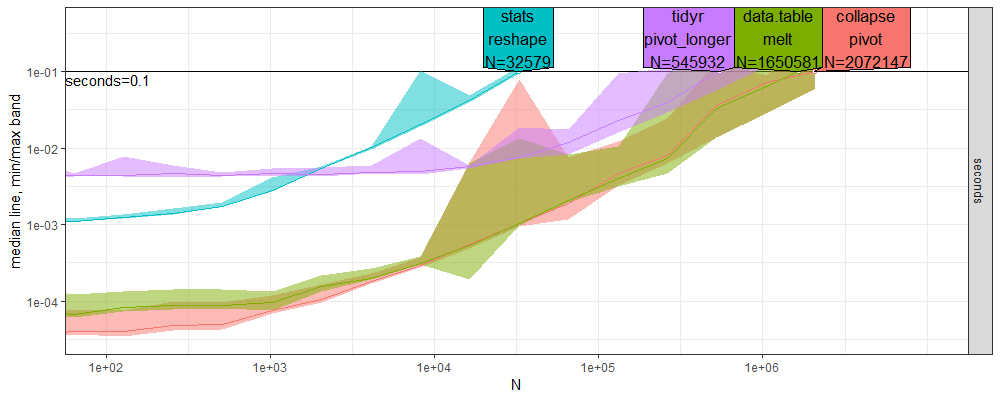 stats
reshape
N=32579
tidyr
pivot_longer
N=545932
data.table
melt
N=1650581
collapse
pivot
N=2072147
seconds=0.1
1e-01
1e-02
1e-03
1e-04
median line, min/max band
1e+02
1e+03
1e+04
1e+05
1e+06
N
seconds